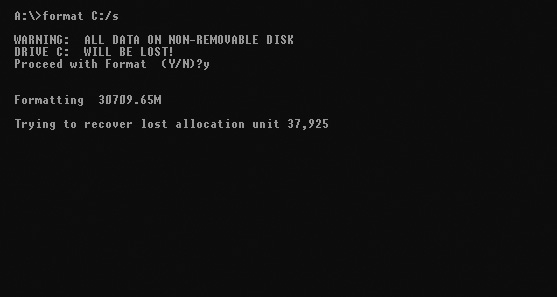 A:\>format C:/s
WARNING:  ALL DATA ON NON-REMOVABLE DISK
DRIVE C:  WILL BE LOST!
Proceed with Format  (Y/N)?y
Formatting  30709.65M
Trying to recover lost allocation unit 37,925